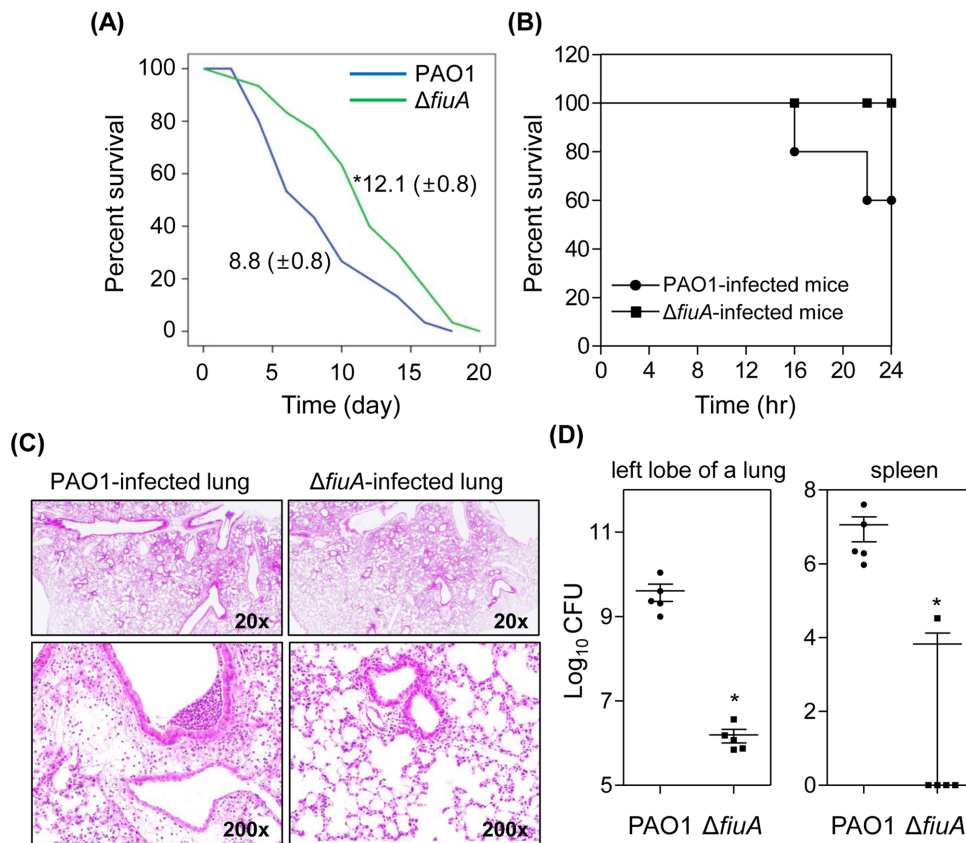 (A)
Percent survival
100
80
60
40
20
0
PAO1
ΔfiuA
*12.1 (±0.8)
8.8 (±0.8)
0 5 10 15 20
Time (day)
(B)
Percent survival
120
100
80
60
40
20
0
PAO1-infected mice
ΔfiuA-infected mice
0 4 8 12 16 22 24
Time (hr)
(C)
PAO1-infected lung
ΔfiuA-infected lung
20x
20x
200x
200x
(D)
left lobe of a lung
Log10 CFU
11
9
7
5
*
PAO1 ΔfiuA
spleen
8
6
4
2
0
*
PAO1 ΔfiuA